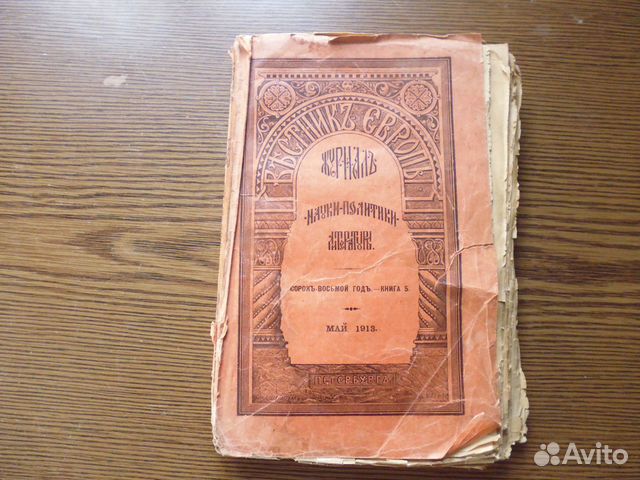 ВѢСТНИКЪ ЕВРОПЫ
ЖУРНАЛЪ
·НАУКИ·ПОЛИТИКИ·
ЛИТЕРАТУРЫ.
СОРОКЪ-ВОСЬМОЙ ГОДЪ.—КНИГА 5.
МАЙ 1913.
ПЕТЕРБУРГЪ
Avito